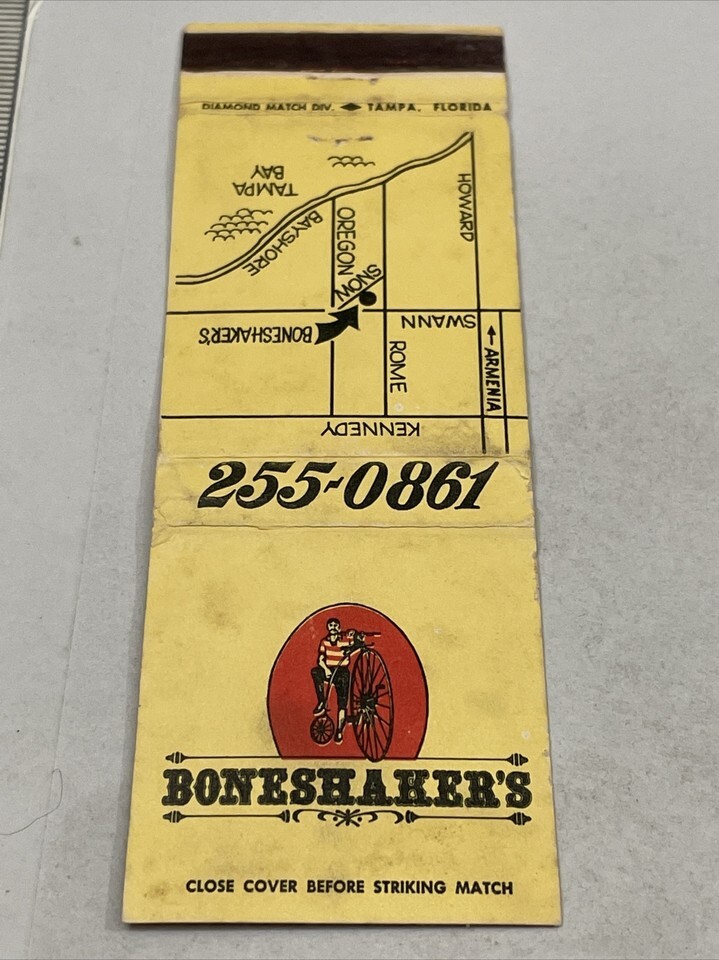 DIAMOND MATCH DIV. TAMPA, FLORIDA
TAMPA
BAY
HOWARD
BAYSHORE
OREGON
SNOW
SWANN
BONESHAKER'S
ROME
ARMENIA
KENNEDY
255-0861
BONESHAKER'S
CLOSE COVER BEFORE STRIKING MATCH